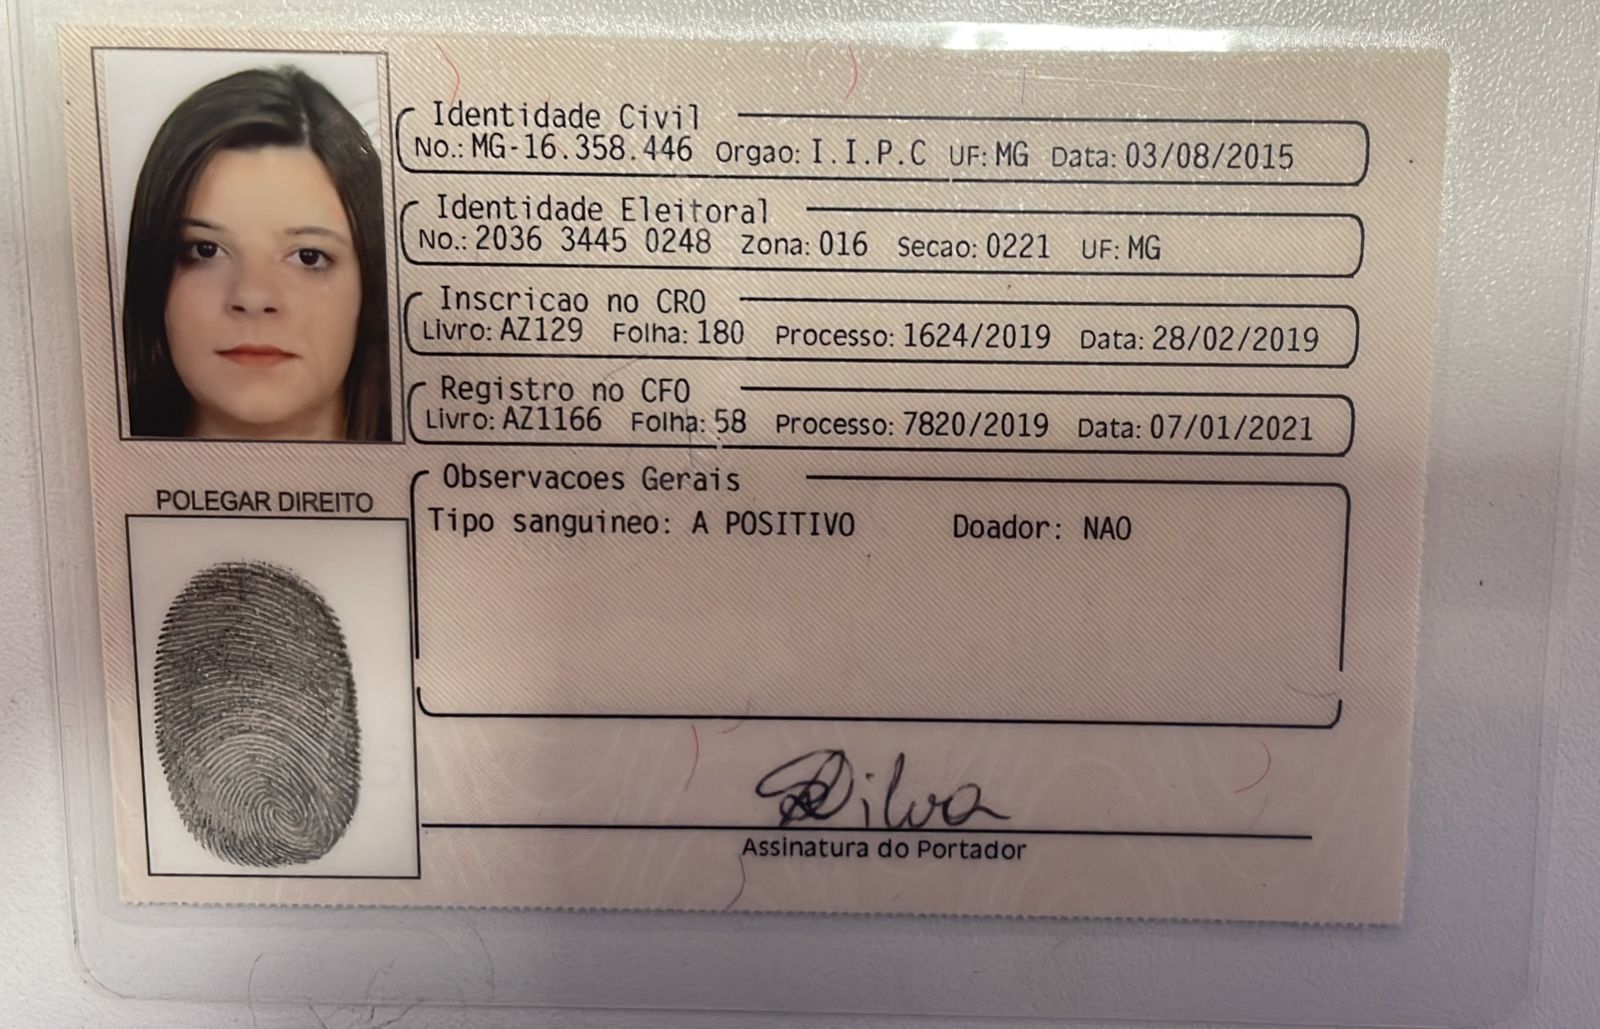 Identidade Civil
No.: MG-16.358.446 Orgao: I.I.P.C UF: MG Data: 03/08/2015
Identidade Eleitoral
No.: 2036 3445 0248 Zona: 016 Secao: 0221 UF: MG
Inscricao no CRO
Livro: AZ129 Folha: 180 Processo: 1624/2019 Data: 28/02/2019
Registro no CFO
Livro: AZ1166 Folha: 58 Processo: 7820/2019 Data: 07/01/2021
Observacoes Gerais
Tipo sanguineo: A POSITIVO Doador: NAO
POLEGAR DIREITO
Silva
Assinatura do Portador